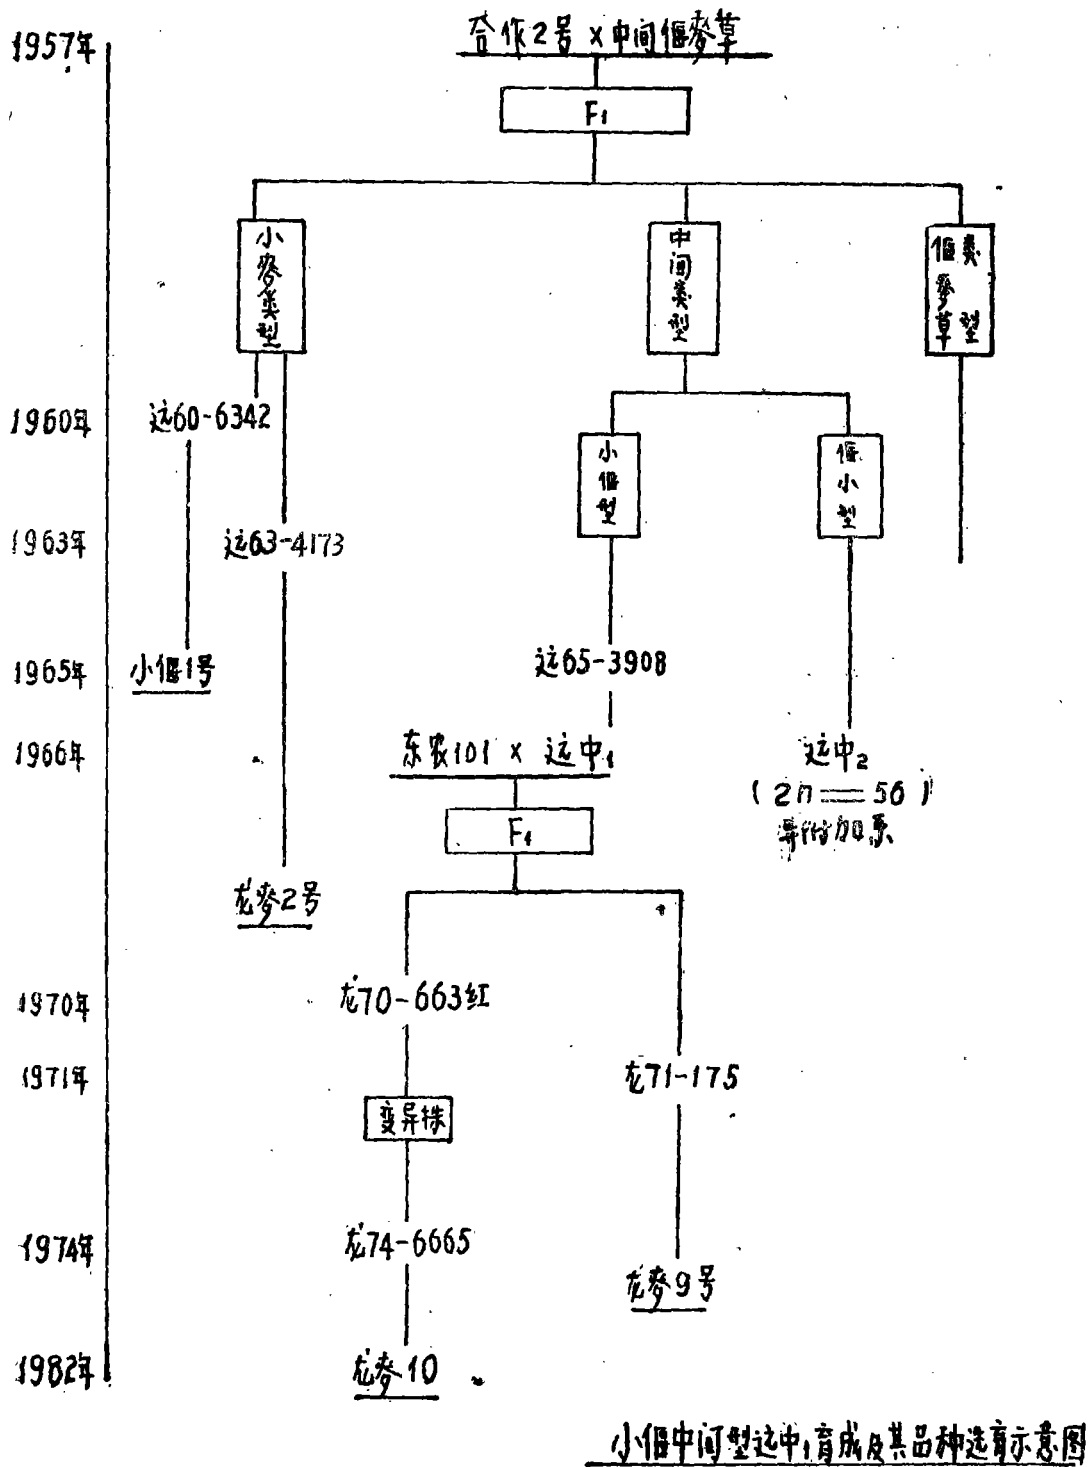 1957年
合作2号 × 中间偃麥草
F₁
小麥类型
中间类型
偃麥草类型
1960年
远60-6342
小偃型
偃小型
1963年
远63-4173
1965年
小偃1号
远65-3908
1966年
东农101 × 远中₁
远中₂
(2n==56)
异附加系
F₁
龙麥2号
1970年
龙70-663红
1971年
龙71-175
变异株
1974年
龙74-6665
龙麥9号
1982年
龙麥10
小偃中间型远中₁育成及其品种选育示意图